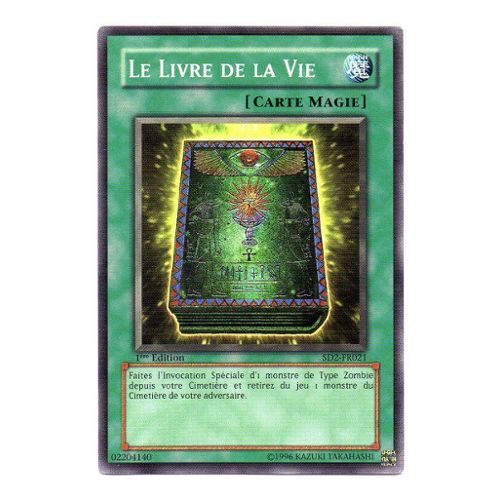 LE LIVRE DE LA VIE
[CARTE MAGIE]
1ère Edition
SD2-FR021
Faites l'Invocation Spéciale d'1 monstre de Type Zombie
depuis votre Cimetière et retirez du jeu 1 monstre du
Cimetière de votre adversaire.
02204140
©1996 KAZUKI TAKAHASHI